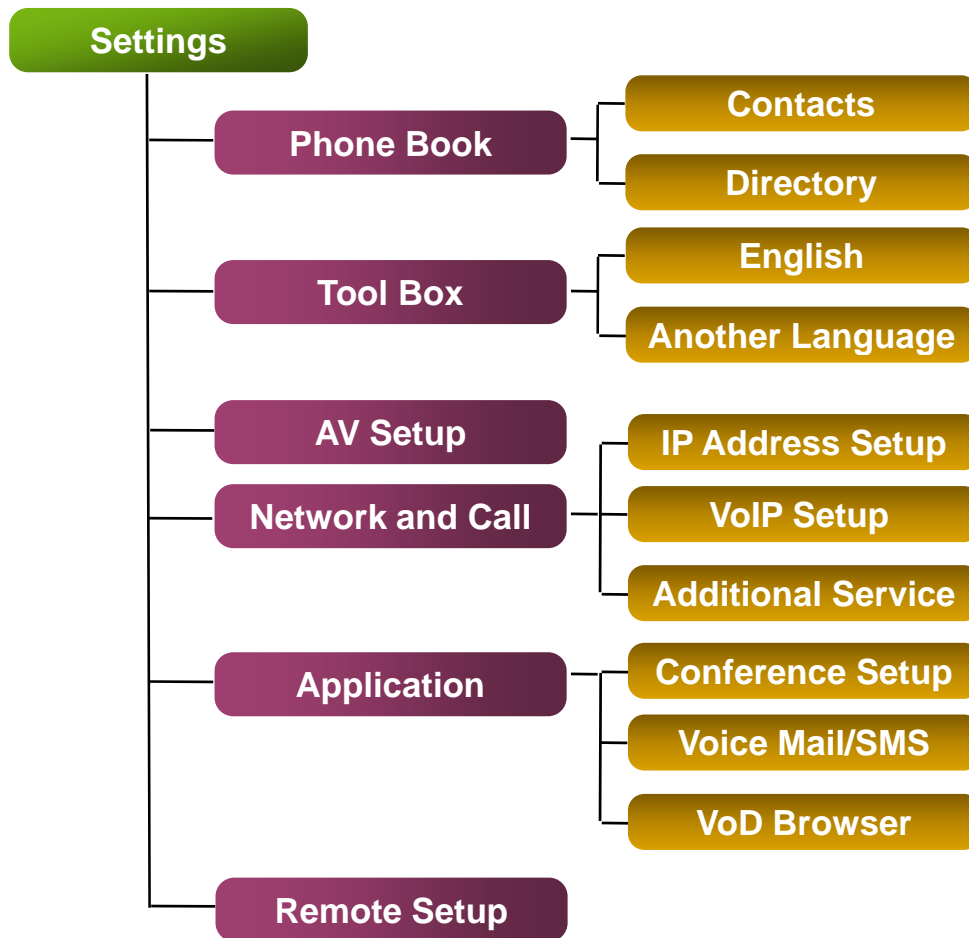 Settings
Phone Book
Contacts
Directory
Tool Box
English
Another Language
AV Setup
Network and Call
IP Address Setup
VoIP Setup
Additional Service
Application
Conference Setup
Voice Mail/SMS
VoD Browser
Remote Setup